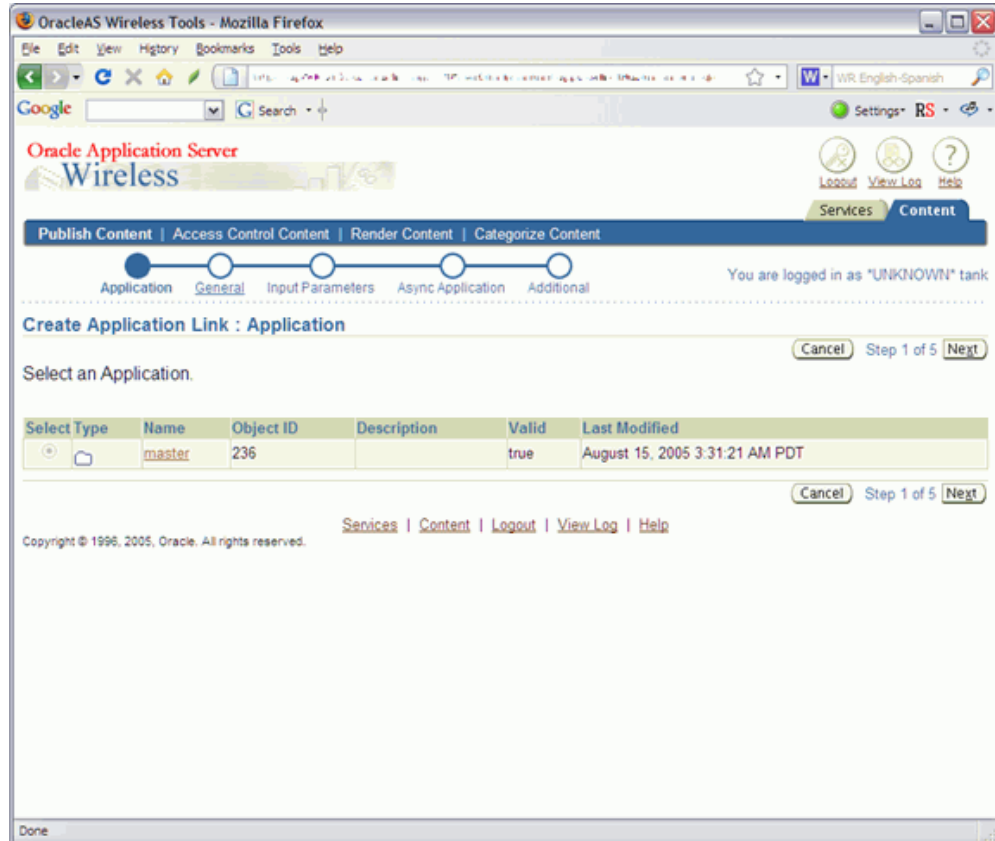 OracleAS Wireless Tools - Mozilla Firefox
File Edit View History Bookmarks Tools Help
W WR English-Spanish
Google G Search Settings RS
Oracle Application Server
Wireless
Logout View Log Help
Services Content
Publish Content | Access Control Content | Render Content | Categorize Content
Application General Input Parameters Async Application Additional
You are logged in as "UNKNOWN" tank
Create Application Link : Application
Cancel Step 1 of 5 Next
Select an Application.
Select Type Name Object ID Description Valid Last Modified
master 236 true August 15, 2005 3:31:21 AM PDT
Cancel Step 1 of 5 Next
Services | Content | Logout | View Log | Help
Copyright © 1996, 2005, Oracle. All rights reserved.
Done